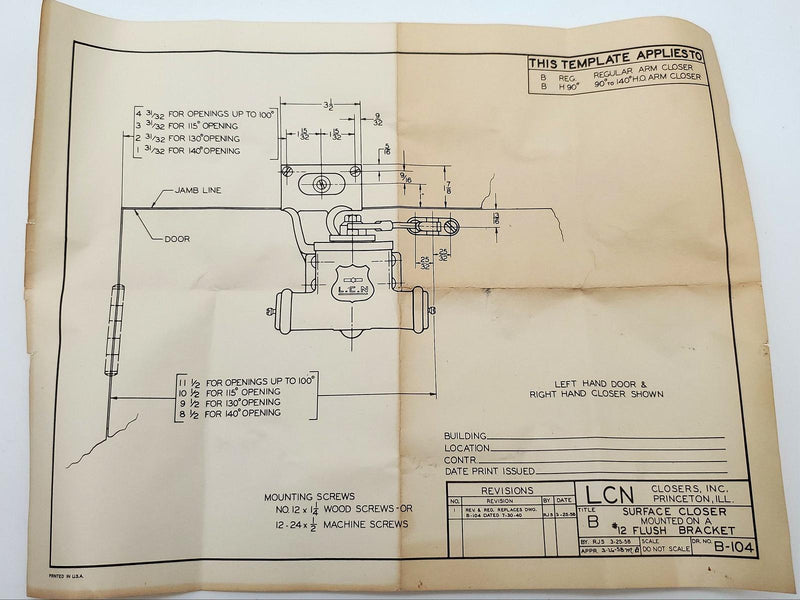 THIS TEMPLATE APPLIES TO
B REG. REGULAR ARM CLOSER
B H 90° 90° TO 140° H.O. ARM CLOSER
3 1/2
9/32
4 31/32 FOR OPENINGS UP TO 100°
3 31/32 FOR 115° OPENING
2 31/32 FOR 130° OPENING
1 31/32 FOR 140° OPENING
1 15/32 1 15/32
5/16
9/16
1 7/8
JAMB LINE
DOOR
13/16
25/32
25/32
L.C.N
11 1/2 FOR OPENINGS UP TO 100°
10 1/2 FOR 115° OPENING
9 1/2 FOR 130° OPENING
8 1/2 FOR 140° OPENING
LEFT HAND DOOR &
RIGHT HAND CLOSER SHOWN
BUILDING
LOCATION
CONTR.
DATE PRINT ISSUED
MOUNTING SCREWS
NO. 12 x 1 1/4 WOOD SCREWS-OR
12-24 x 1/2 MACHINE SCREWS
REVISIONS
NO. REVISION BY DATE
1 REV & REG. REPLACES DWG. B-104 DATED 7-30-40 RJS 3-25-58
LCN CLOSERS, INC.
PRINCETON, ILL.
TITLE
B
SURFACE CLOSER
MOUNTED ON A
#12 FLUSH BRACKET
BY. RJS 3-25-58
APPR.
SCALE
DO NOT SCALE
DR. NO. B-104
PRINTED IN U.S.A.